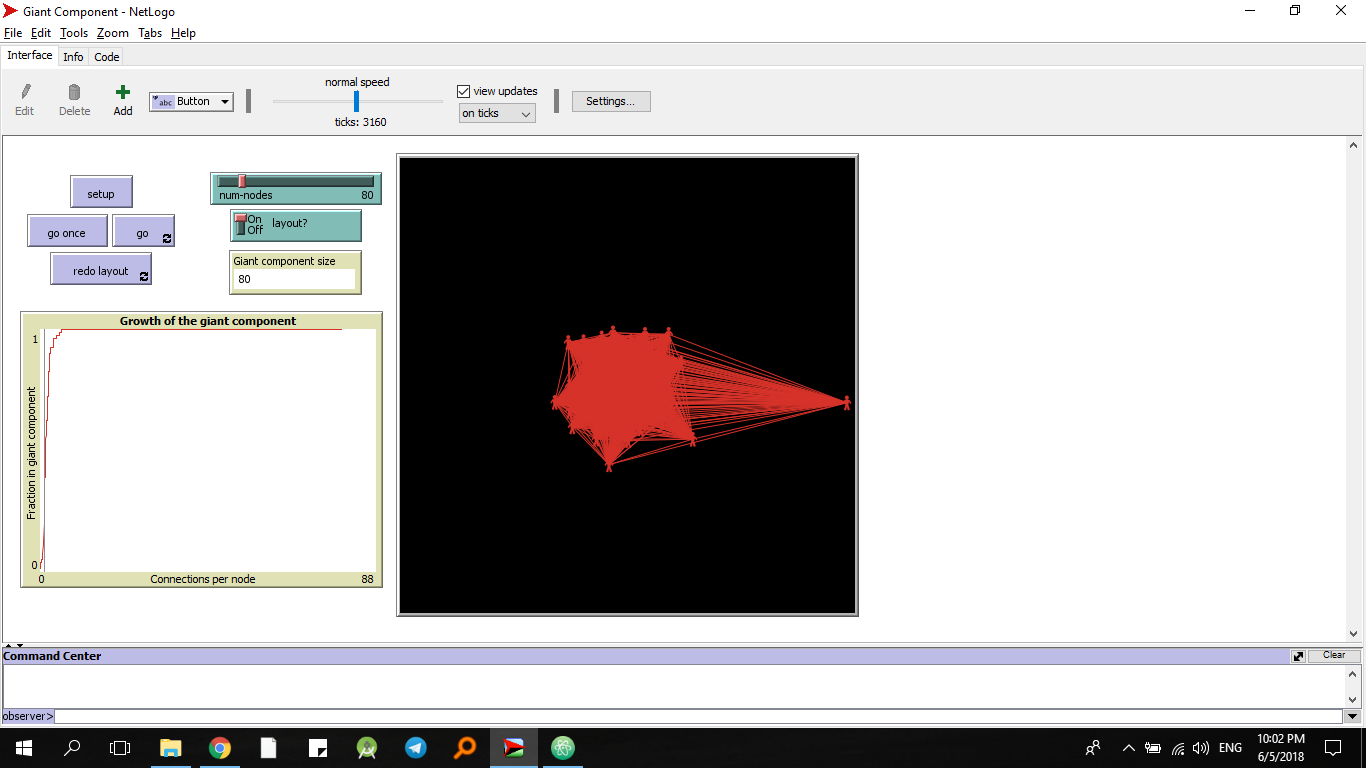 Giant Component - NetLogo
File Edit Tools Zoom Tabs Help
Interface Info Code
Edit Delete Add abc Button normal speed ticks: 3160 view updates on ticks Settings...
setup
go once go
redo layout
num-nodes 80
On
Off layout?
Giant component size
80
Growth of the giant component
1
Fraction in giant component
0
0 Connections per node 88
Command Center Clear
observer>
ENG 10:02 PM
6/5/2018